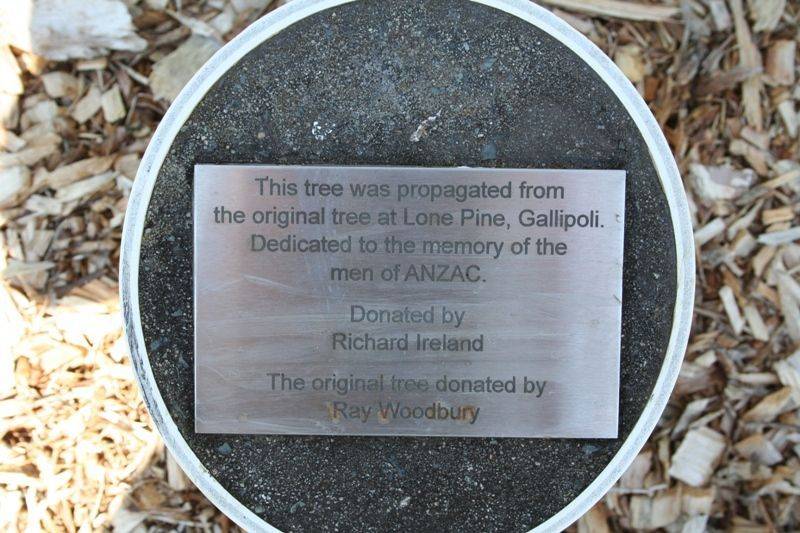 This tree was propagated from
the original tree at Lone Pine, Gallipoli.
Dedicated to the memory of the
men of ANZAC.
Donated by
Richard Ireland
The original tree donated by
Ray Woodbury